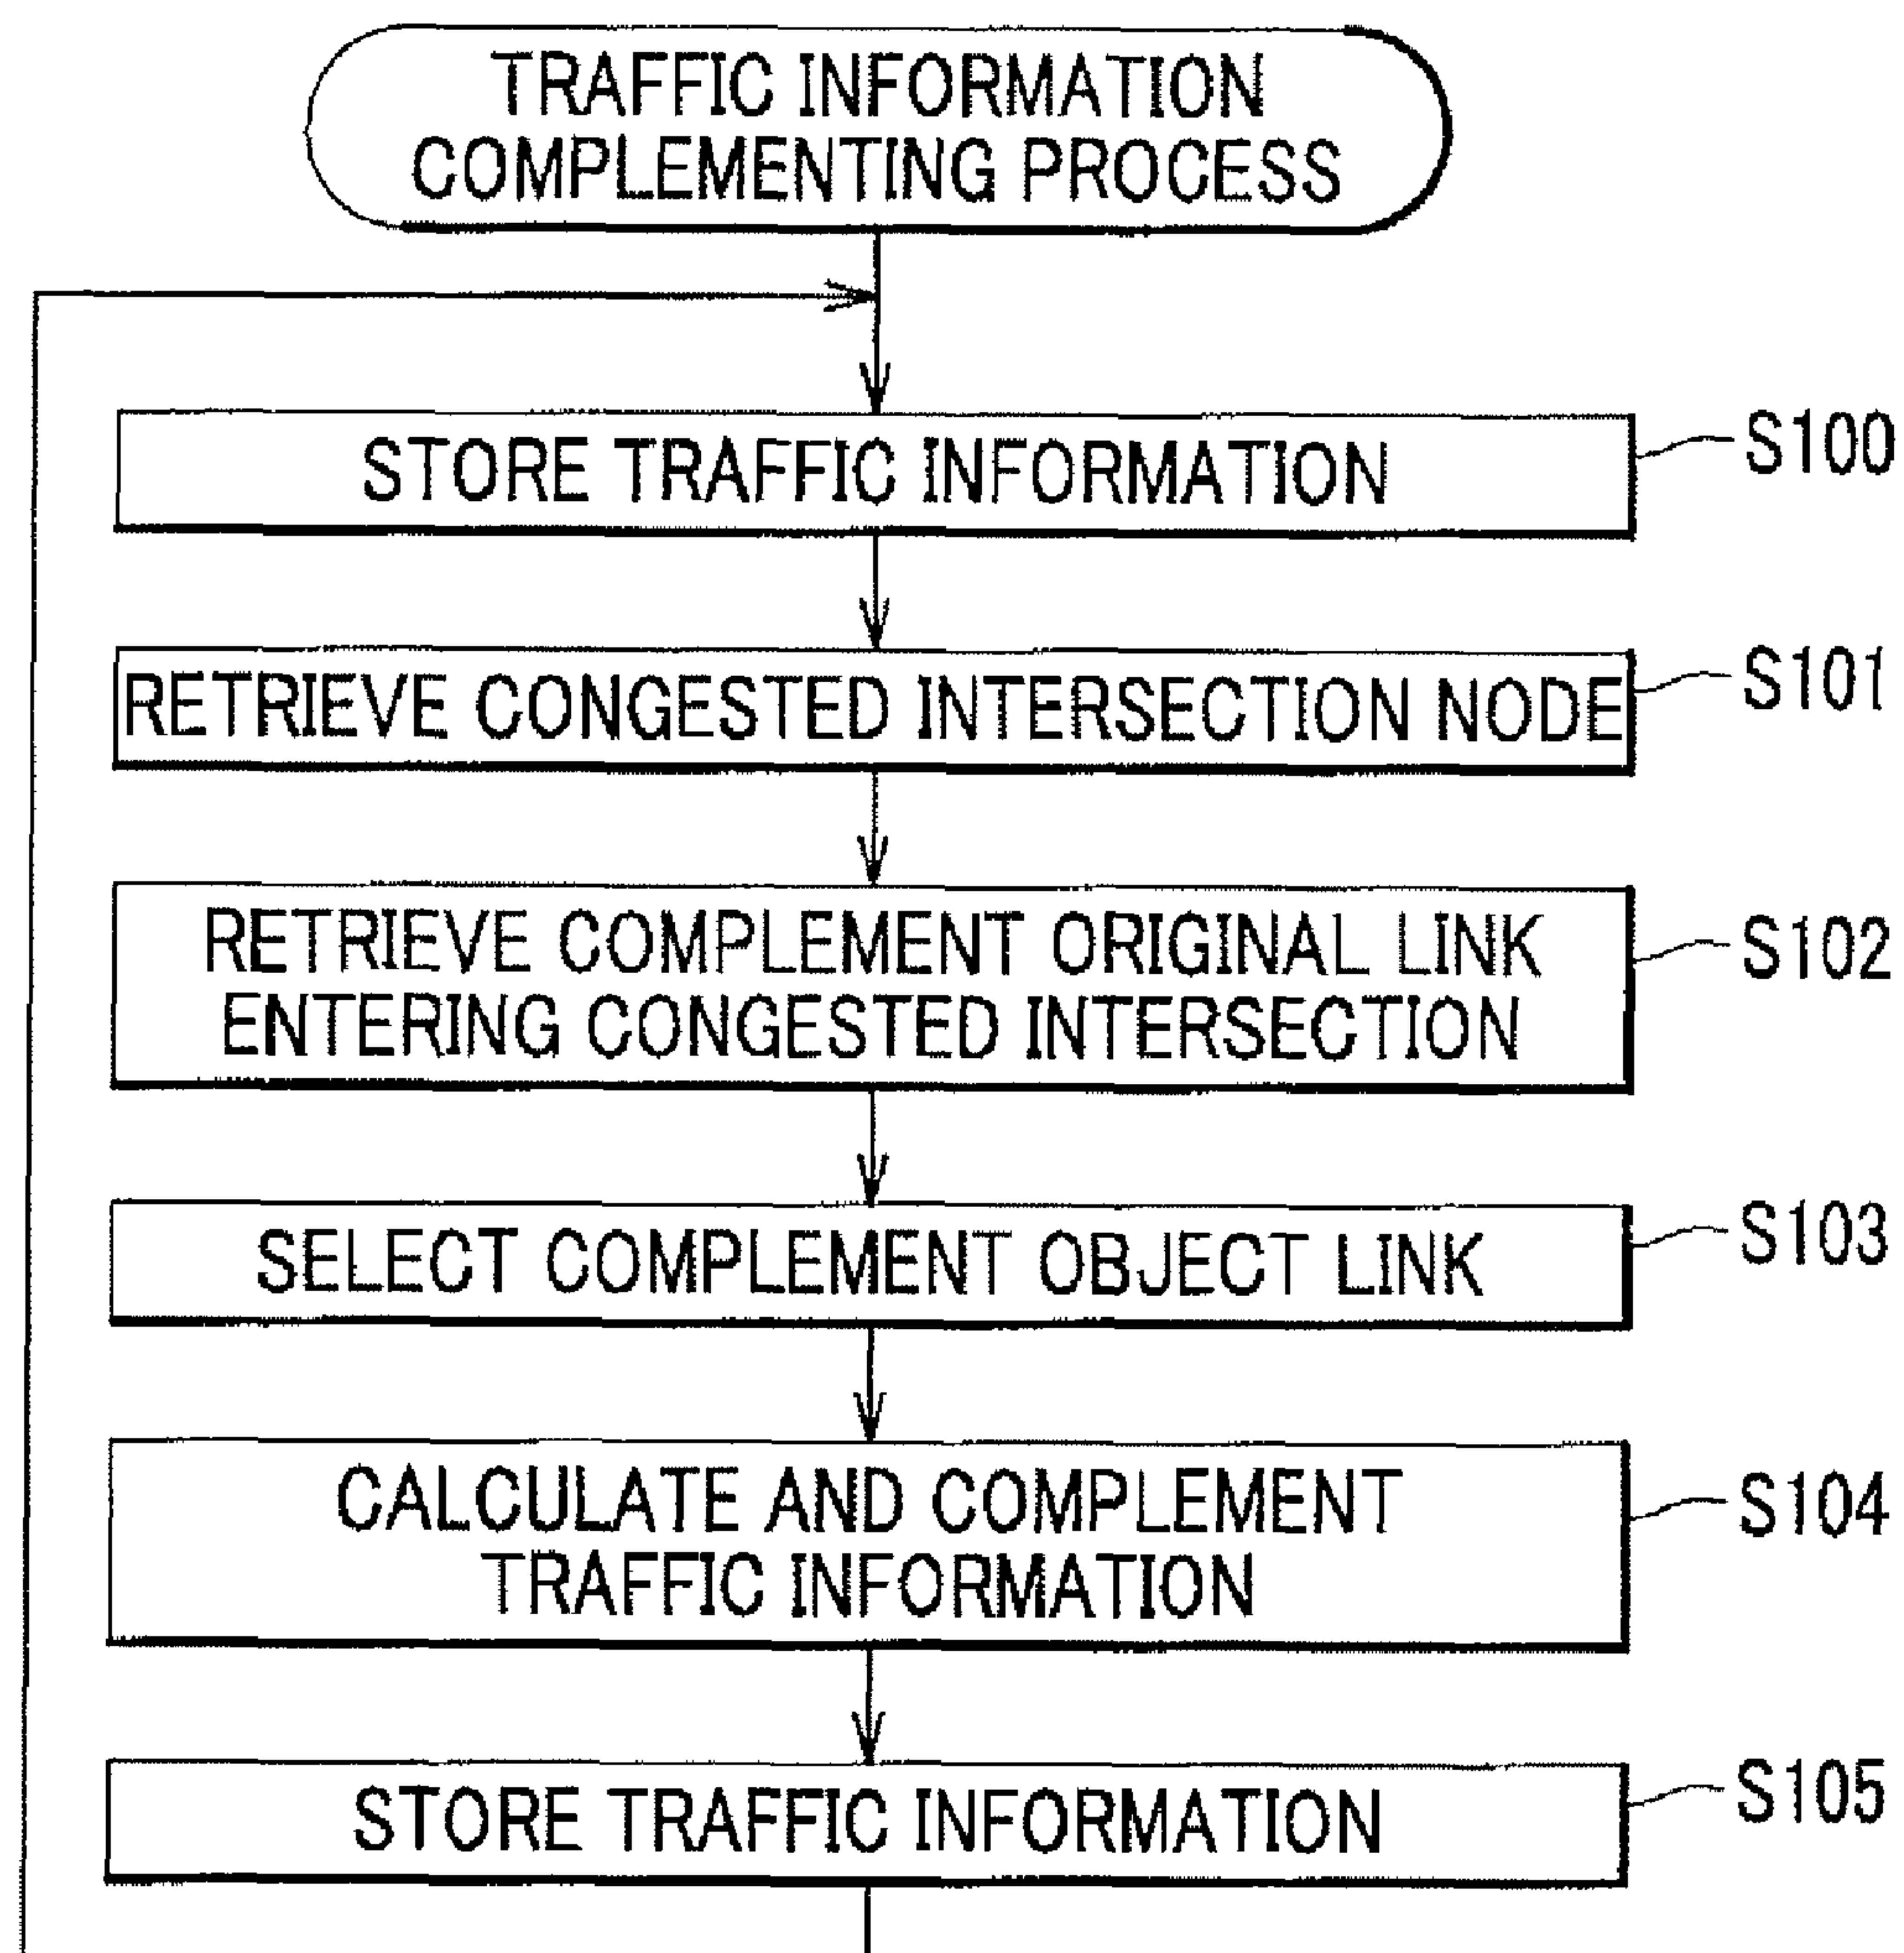 TRAFFIC INFORMATION
COMPLEMENTING PROCESS
STORE TRAFFIC INFORMATION
S100
RETRIEVE CONGESTED INTERSECTION NODE
S101
RETRIEVE COMPLEMENT ORIGINAL LINK
ENTERING CONGESTED INTERSECTION
S102
SELECT COMPLEMENT OBJECT LINK
S103
CALCULATE AND COMPLEMENT
TRAFFIC INFORMATION
S104
STORE TRAFFIC INFORMATION
S105